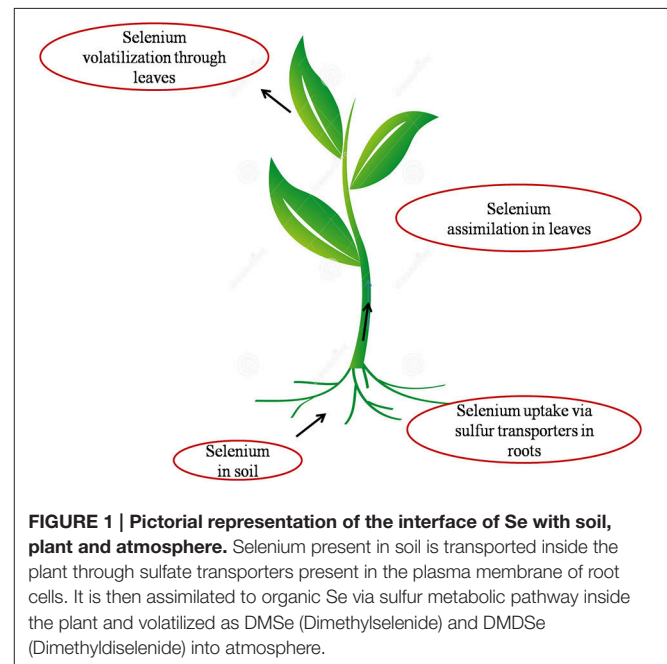 Selenium
volatilization through
leaves
Selenium
assimilation in leaves
Selenium uptake via
sulfur transporters in
roots
Selenium
in soil
FIGURE 1 | Pictorial representation of the interface of Se with soil,
plant and atmosphere. Selenium present in soil is transported inside the
plant through sulfate transporters present in the plasma membrane of root
cells. It is then assimilated to organic Se via sulfur metabolic pathway inside
the plant and volatilized as DMSe (Dimethylselenide) and DMDSe
(Dimethyldiselenide) into atmosphere.